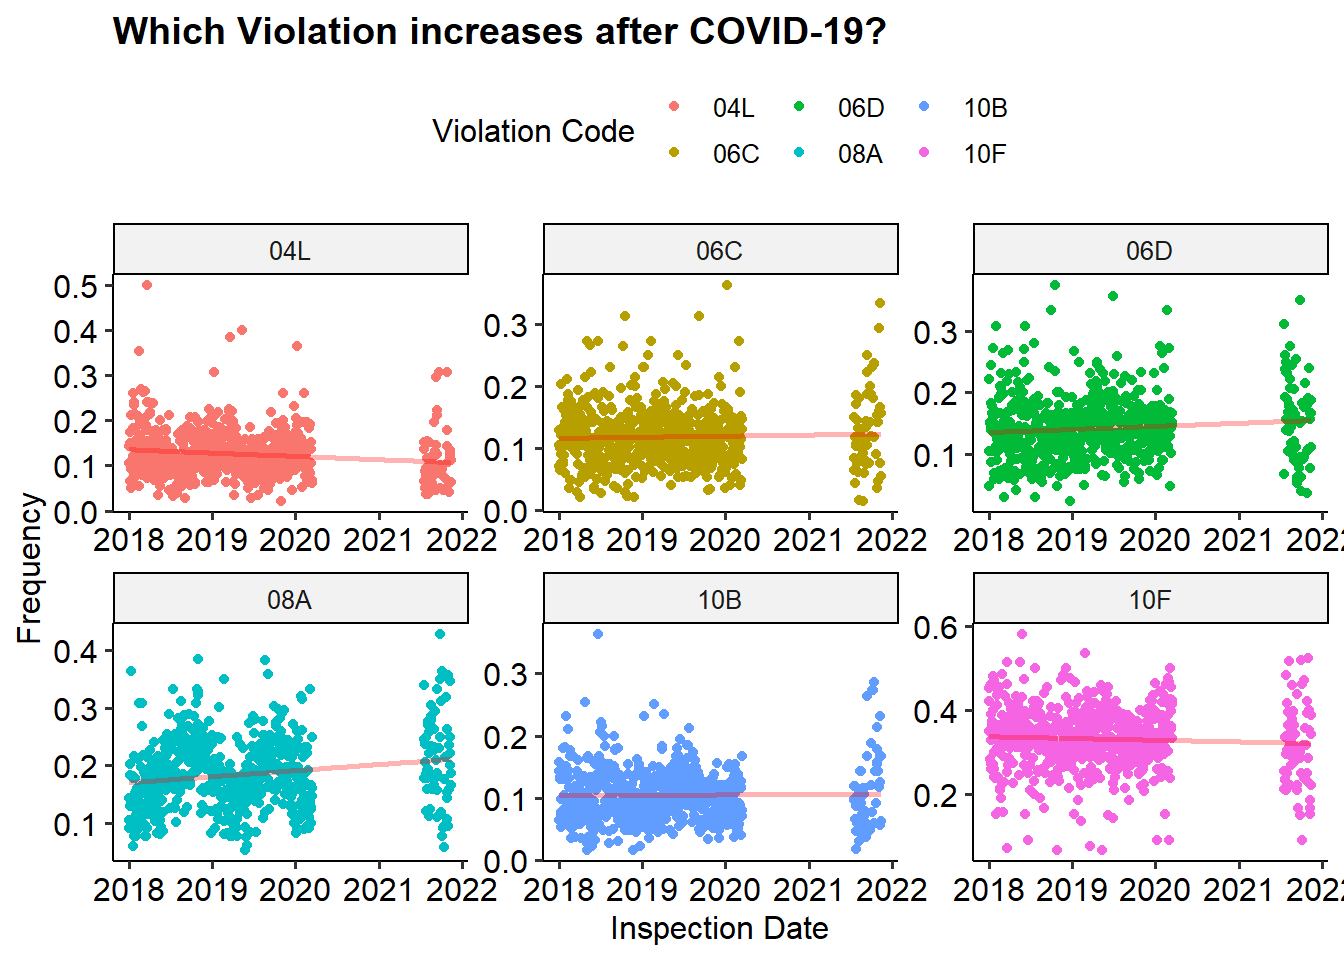 Which Violation increases after COVID-19?
Violation Code
04L 06D 10B
06C 08A 10F
04L 06C 06D
0.5
0.4
0.3
0.2
0.1
0.0
0.3
0.2
0.1
0.0
0.3
0.2
0.1
2018 2019 2020 2021 2022
2018 2019 2020 2021 2022
2018 2019 2020 2021 202
Frequency
08A 10B 10F
0.4
0.3
0.2
0.1
0.3
0.2
0.1
0.0
0.6
0.4
0.2
2018 2019 2020 2021 2022
2018 2019 2020 2021 2022
2018 2019 2020 2021 202
Inspection Date